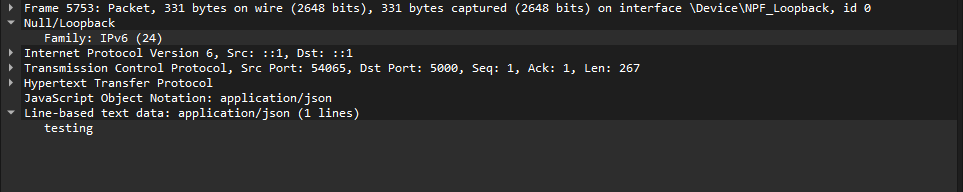 Frame 5753: Packet, 331 bytes on wire (2648 bits), 331 bytes captured (2648 bits) on interface \Device\NPF_Loopback, id 0
Null/Loopback
Family: IPv6 (24)
Internet Protocol Version 6, Src: ::1, Dst: ::1
Transmission Control Protocol, Src Port: 54065, Dst Port: 5000, Seq: 1, Ack: 1, Len: 267
Hypertext Transfer Protocol
JavaScript Object Notation: application/json
Line-based text data: application/json (1 lines)
testing